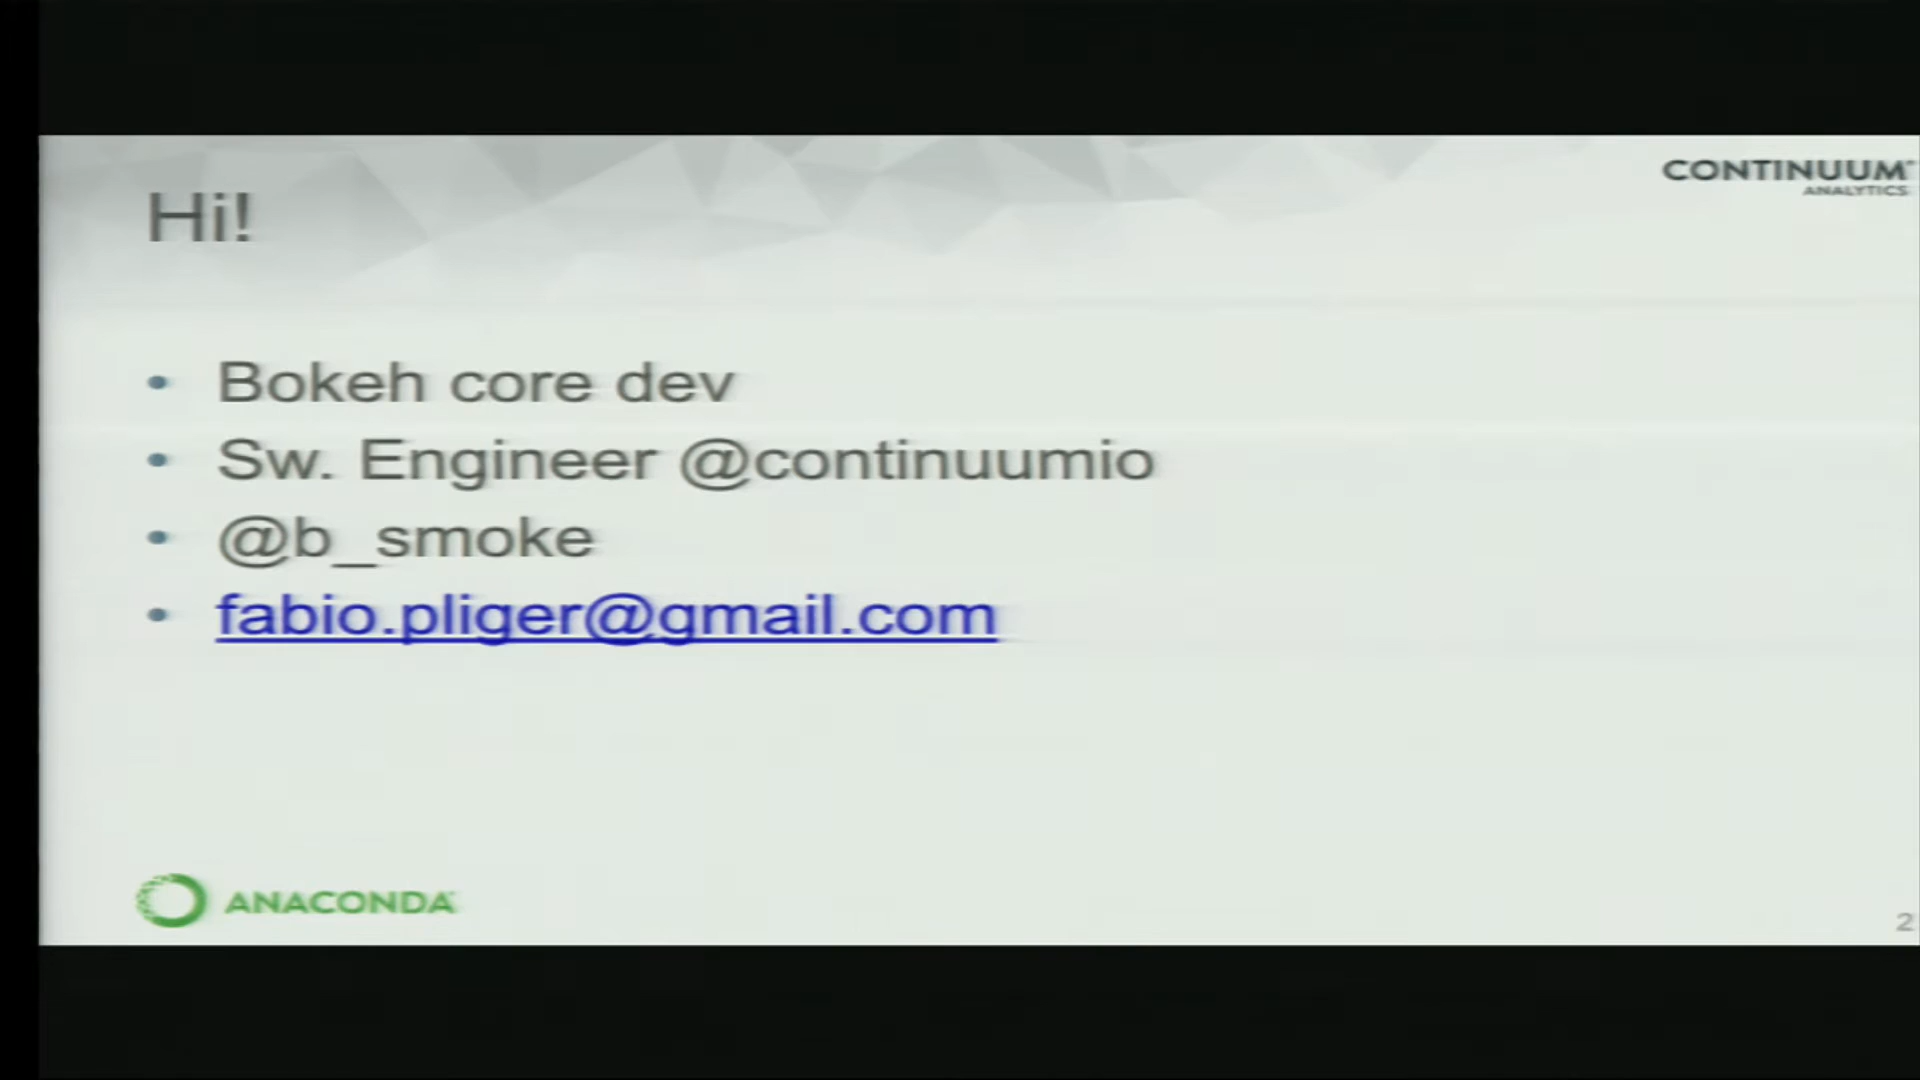 CONTINUUM
ANALYTICS
Hi!
• Bokeh core dev
• Sw. Engineer @continuumio
• @b_smoke
• fabio.pliger@gmail.com
ANACONDA
2